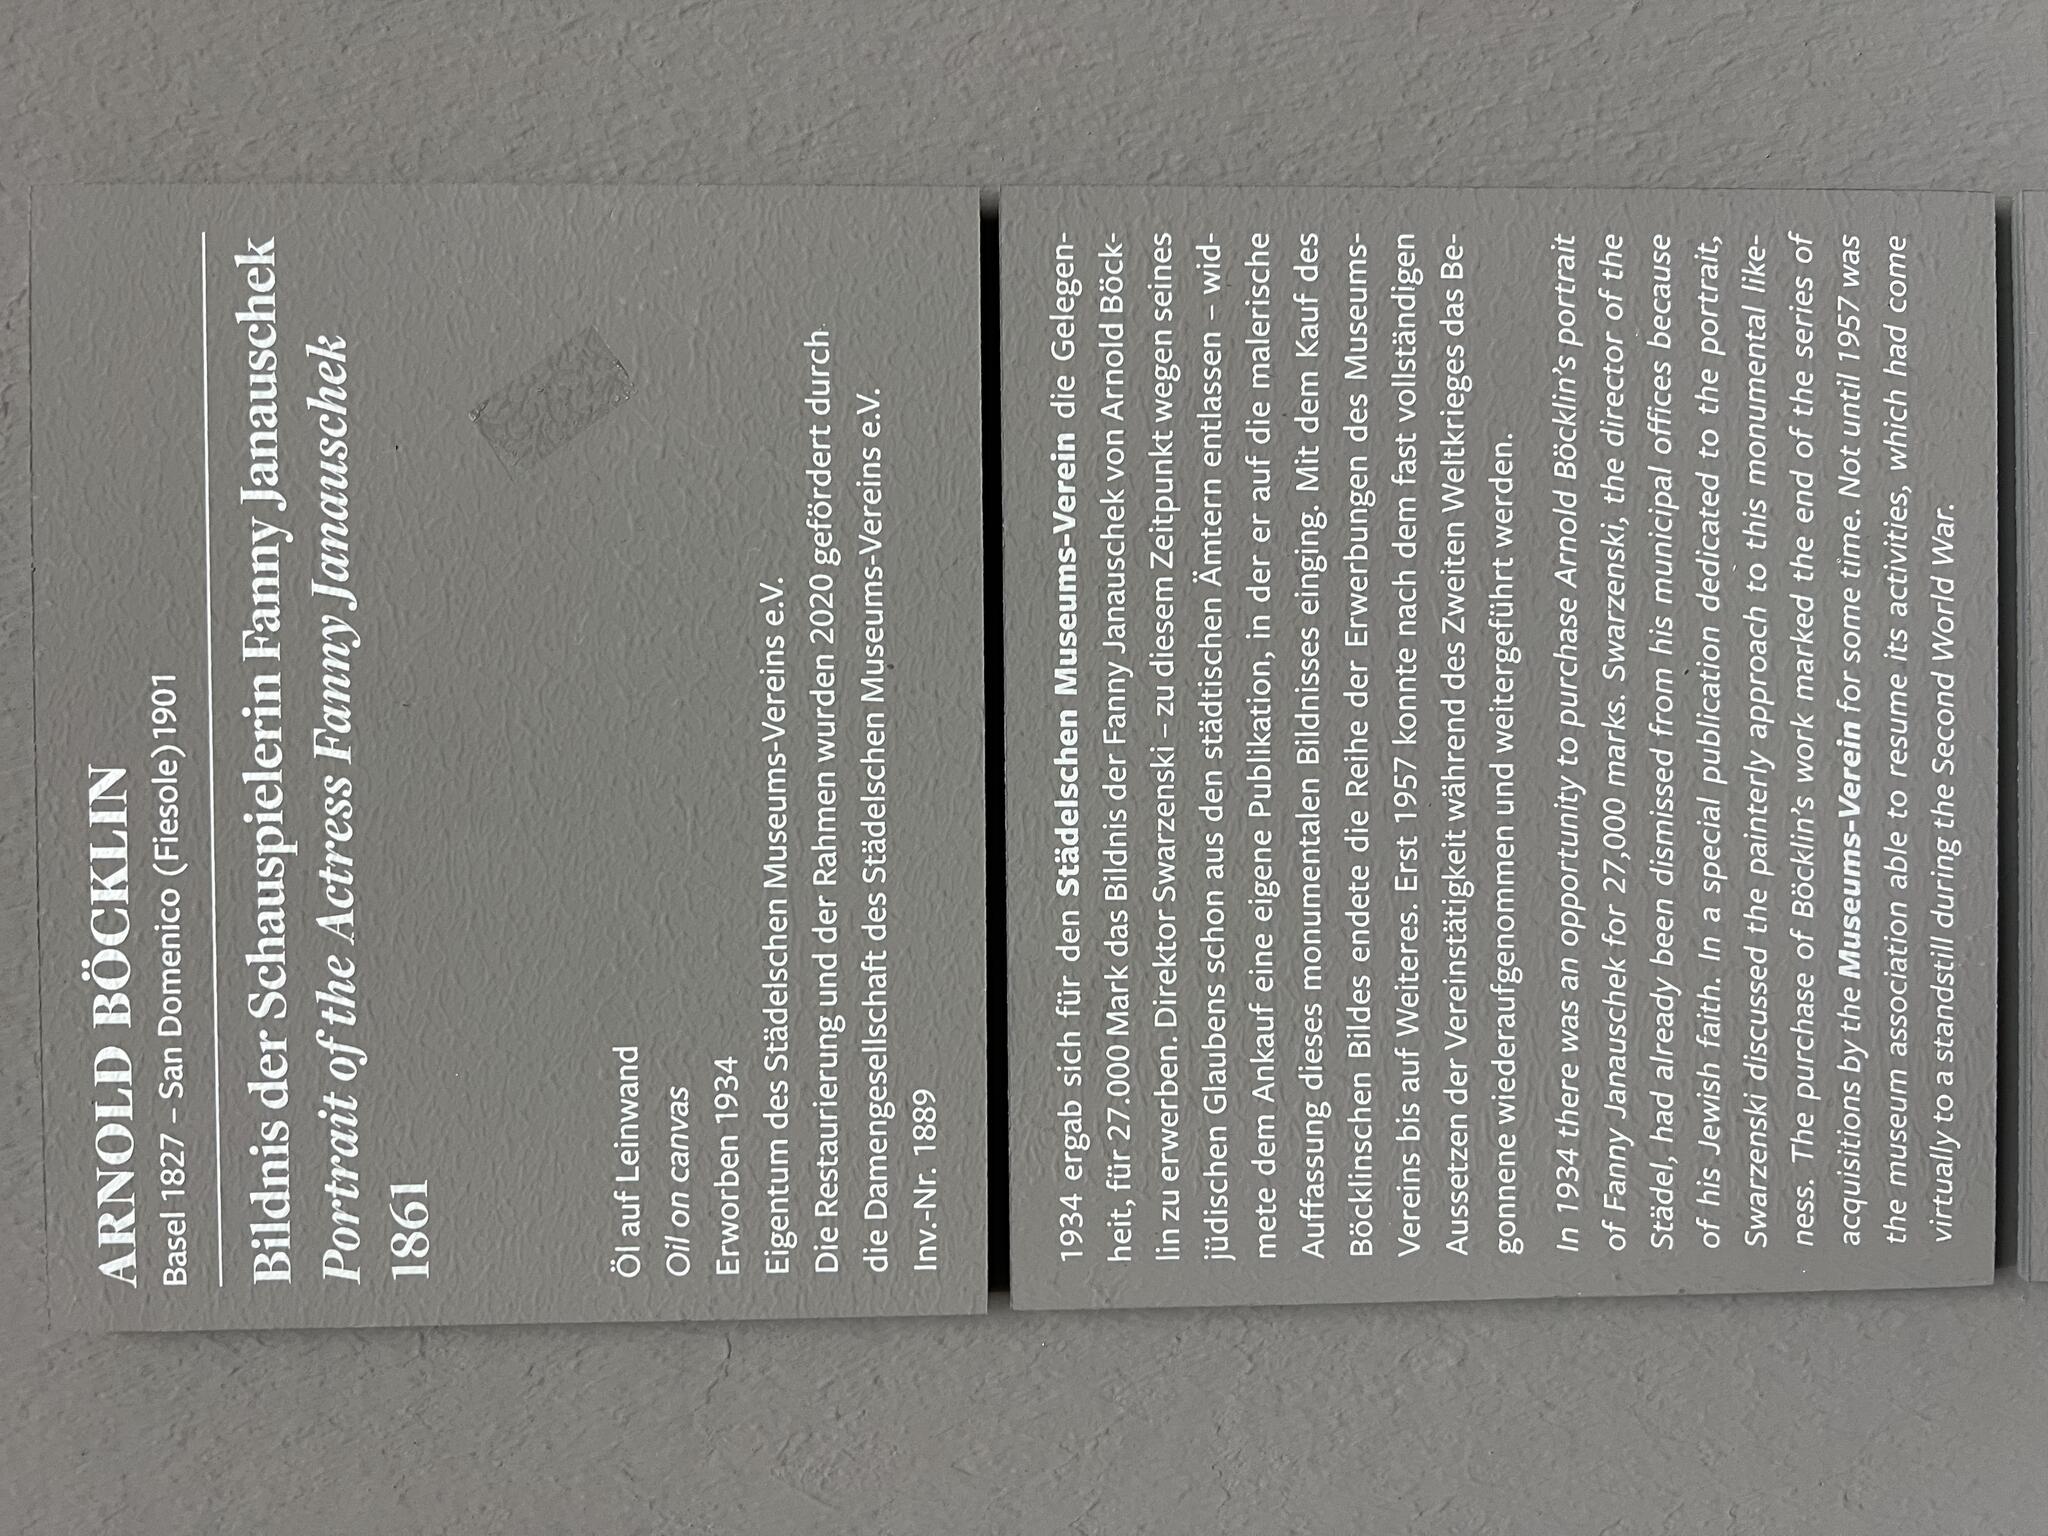 ARNOLD BÖCKLIN
Basel 1827 – San Domenico (Fiesole) 1901
Bildnis der Schauspielerin Fanny Janauschek
Portrait of the Actress Fanny Janauschek
1861
Öl auf Leinwand
Oil on canvas
Erworben 1934
Eigentum des Städelschen Museums-Vereins e.V.
Die Restaurierung und der Rahmen wurden 2020 gefördert durch
die Damengesellschaft des Städelschen Museums-Vereins e.V.
Inv.-Nr. 1889
1934 ergab sich für den Städelschen Museums-Verein die Gelegen-
heit, für 27.000 Mark das Bildnis der Fanny Janauschek von Arnold Böck-
lin zu erwerben. Direktor Swarzenski – zu diesem Zeitpunkt wegen seines
jüdischen Glaubens schon aus den städtischen Ämtern entlassen – wid-
mete dem Ankauf eine eigene Publikation, in der er auf die malerische
Auffassung dieses monumentalen Bildnisses einging. Mit dem Kauf des
Böcklinschen Bildes endete die Reihe der Erwerbungen des Museums-
Vereins bis auf Weiteres. Erst 1957 konnte nach dem fast vollständigen
Aussetzen der Vereinstätigkeit während des Zweiten Weltkrieges das Be-
gonnene wiederaufgenommen und weitergeführt werden.
In 1934 there was an opportunity to purchase Arnold Böcklin's portrait
of Fanny Janauschek for 27,000 marks. Swarzenski, the director of the
Städel, had already been dismissed from his municipal offices because
of his Jewish faith. In a special publication dedicated to the portrait,
Swarzenski discussed the painterly approach to this monumental like-
ness. The purchase of Böcklin's work marked the end of the series of
acquisitions by the Museums-Verein for some time. Not until 1957 was
the museum association able to resume its activities, which had come
virtually to a standstill during the Second World War.